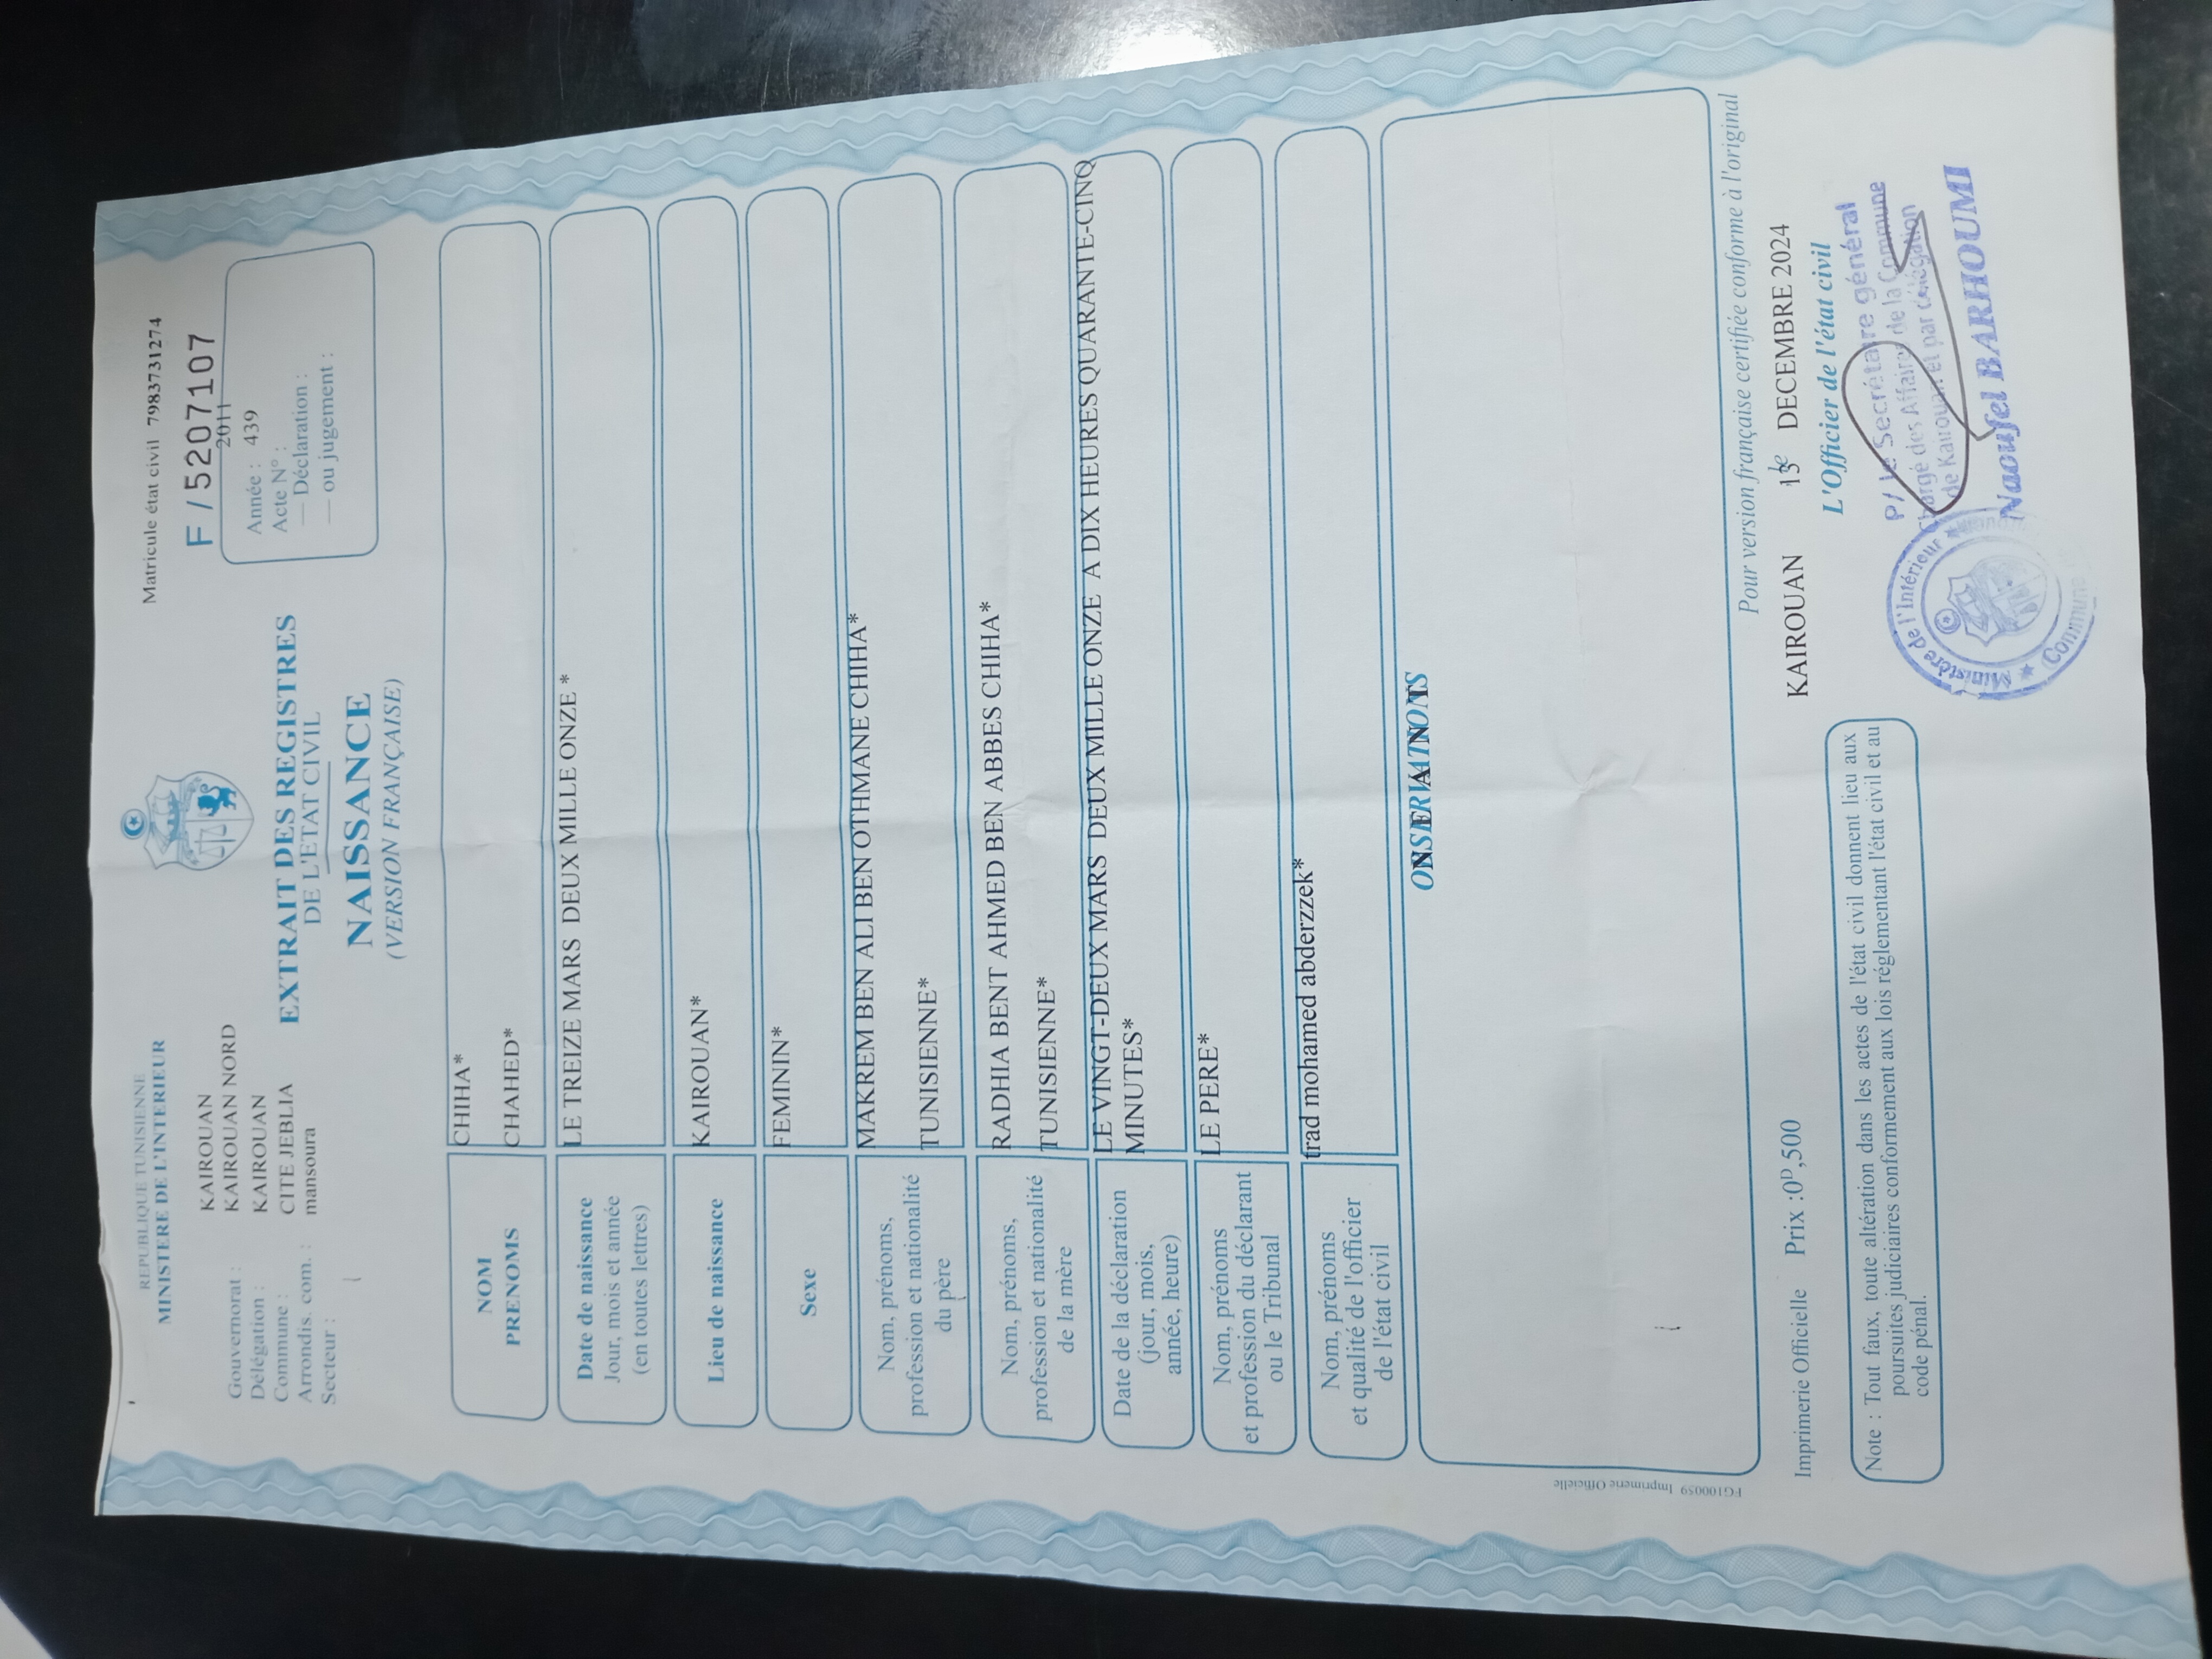 REPUBLIQUE TUNISIENNE
MINISTERE DE L'INTERIEUR
Matricule état civil 7983731274
F / 5207107
Gouvernorat : KAIROUAN
Délégation : KAIROUAN NORD
Commune : KAIROUAN
Arrondis. com. : CITE JEBLIA
Secteur : mansoura
EXTRAIT DES REGISTRES
DE L'ETAT CIVIL
NAISSANCE
(VERSION FRANÇAISE)
2011
Année : 439
Acte N° :
— Déclaration :
— ou jugement :
NOM CHIHA*
PRENOMS CHAHED*
Date de naissance
Jour, mois et année
(en toutes lettres)
LE TREIZE MARS DEUX MILLE ONZE *
Lieu de naissance KAIROUAN*
Sexe FEMININ*
Nom, prénoms,
profession et nationalité
du père
MAKREM BEN ALI BEN OTHMANE CHIHA*
TUNISIENNE*
Nom, prénoms,
profession et nationalité
de la mère
RADHIA BENT AHMED BEN ABBES CHIHA*
TUNISIENNE*
Date de la déclaration
(jour, mois,
année, heure)
LE VINGT-DEUX MARS DEUX MILLE ONZE A DIX HEURES QUARANTE-CINQ
MINUTES*
Nom, prénoms
et profession du déclarant
ou le Tribunal
LE PERE*
Nom, prénoms
et qualité de l'officier
de l'état civil
trad mohamed abderzzek*
OBSERVATIONS
NEANT
FG100059 Imprimerie Officielle
Pour version française certifiée conforme à l'original
Imprimerie Officielle Prix :0D,500
KAIROUAN le DECEMBRE 2024
L'Officier de l'état civil
P/ Le Secrétaire général
Chargé des Affaires de la Commune
de Kairouan et par délégation
Naoufel BARHOUMI
Ministère de l'Intérieur
Commune
Note : Tout faux, toute altération dans les actes de l'état civil donnent lieu aux
poursuites judiciaires conformement aux lois réglementant l'état civil et au
code pénal.